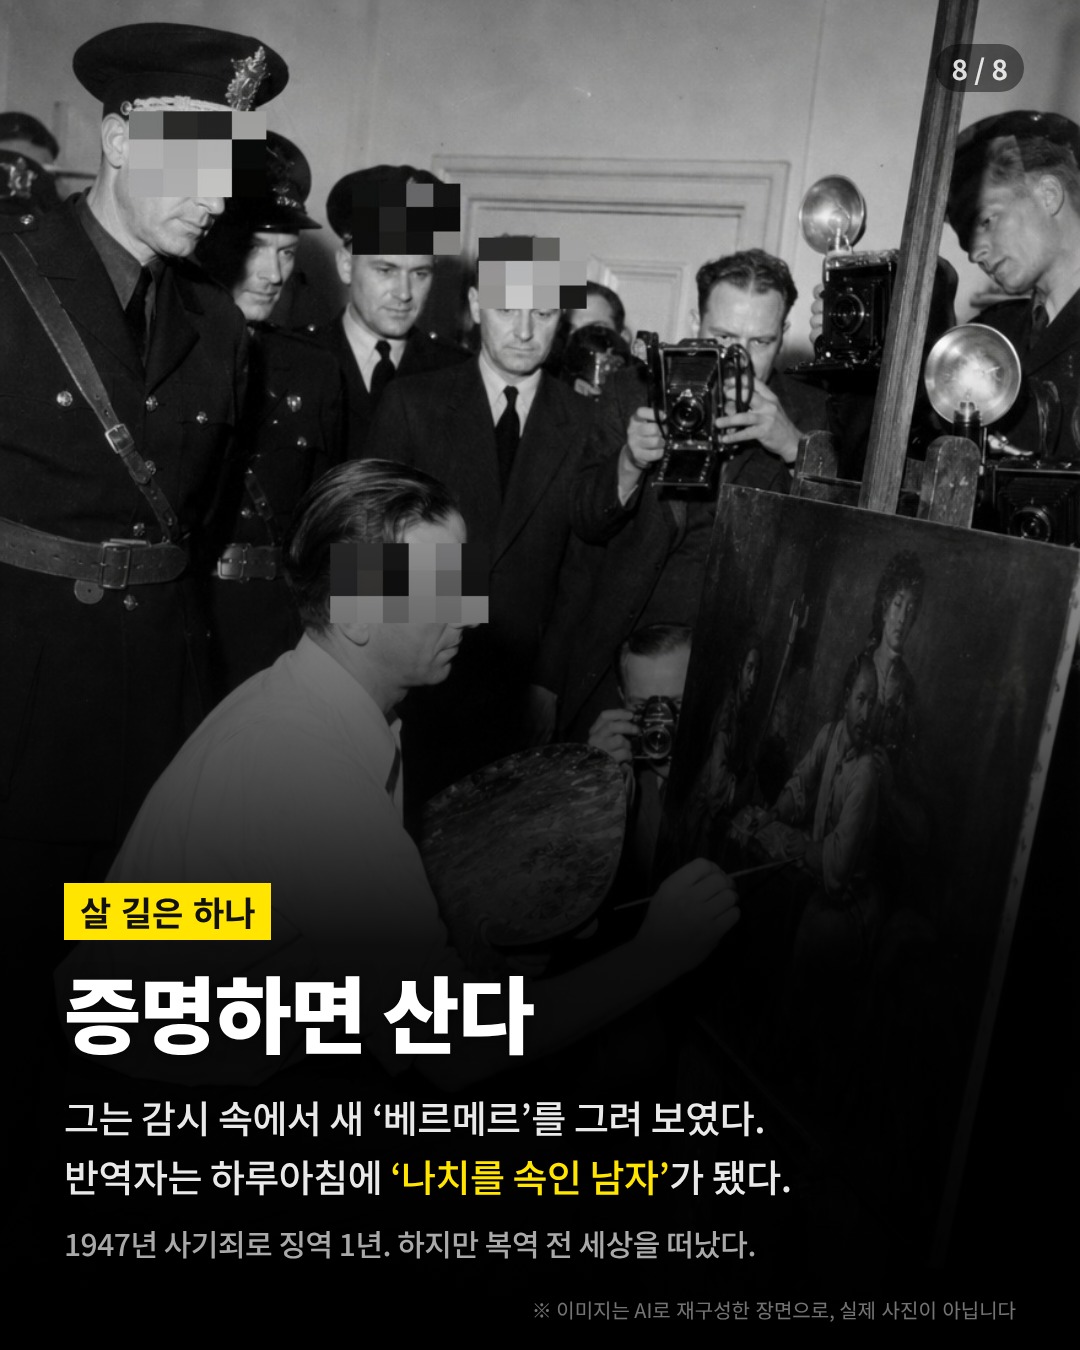 8 / 8
살 길은 하나
증명하면 산다
그는 감시 속에서 새 ‘베르메르’를 그려 보였다.
반역자는 하루아침에 ‘나치를 속인 남자’가 됐다.
1947년 사기죄로 징역 1년. 하지만 복역 전 세상을 떠났다.
※ 이미지는 AI로 재구성한 장면으로, 실제 사진이 아닙니다